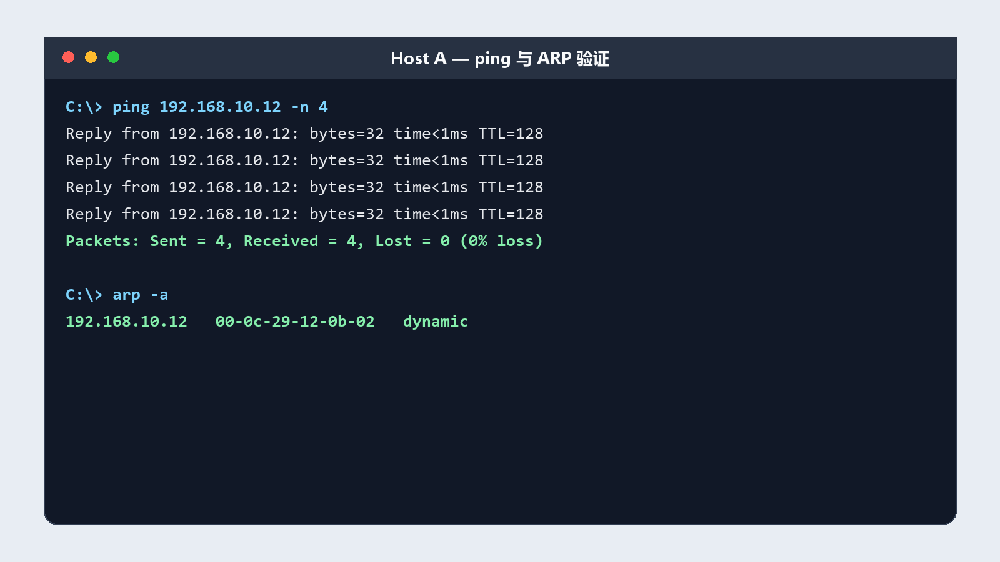 Host A — ping 与 ARP 验证
C:\> ping 192.168.10.12 -n 4
Reply from 192.168.10.12: bytes=32 time<1ms TTL=128
Reply from 192.168.10.12: bytes=32 time<1ms TTL=128
Reply from 192.168.10.12: bytes=32 time<1ms TTL=128
Reply from 192.168.10.12: bytes=32 time<1ms TTL=128
Packets: Sent = 4, Received = 4, Lost = 0 (0% loss)
C:\> arp -a
192.168.10.12   00-0c-29-12-0b-02   dynamic